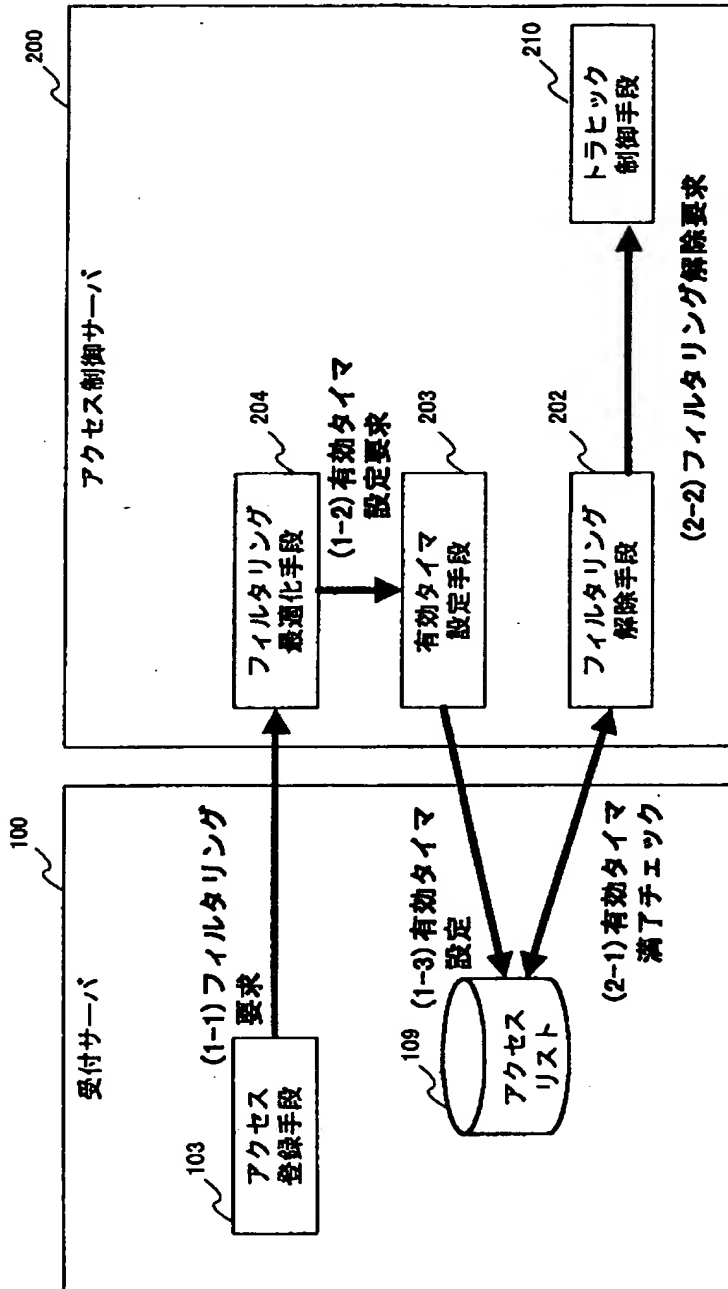 100
受付サーバ
103
アクセス
登録手段
(1-1)フィルタリング
要求
109
アクセス
リスト
(1-3)有効タイマ
設定
(2-1)有効タイマ
満了チェック
200
アクセス制御サーバ
204
フィルタリング
最適化手段
(1-2)有効タイマ
設定要求
203
有効タイマ
設定手段
202
フィルタリング
解除手段
(2-2)フィルタリング解除要求
210
トラヒック
制御手段